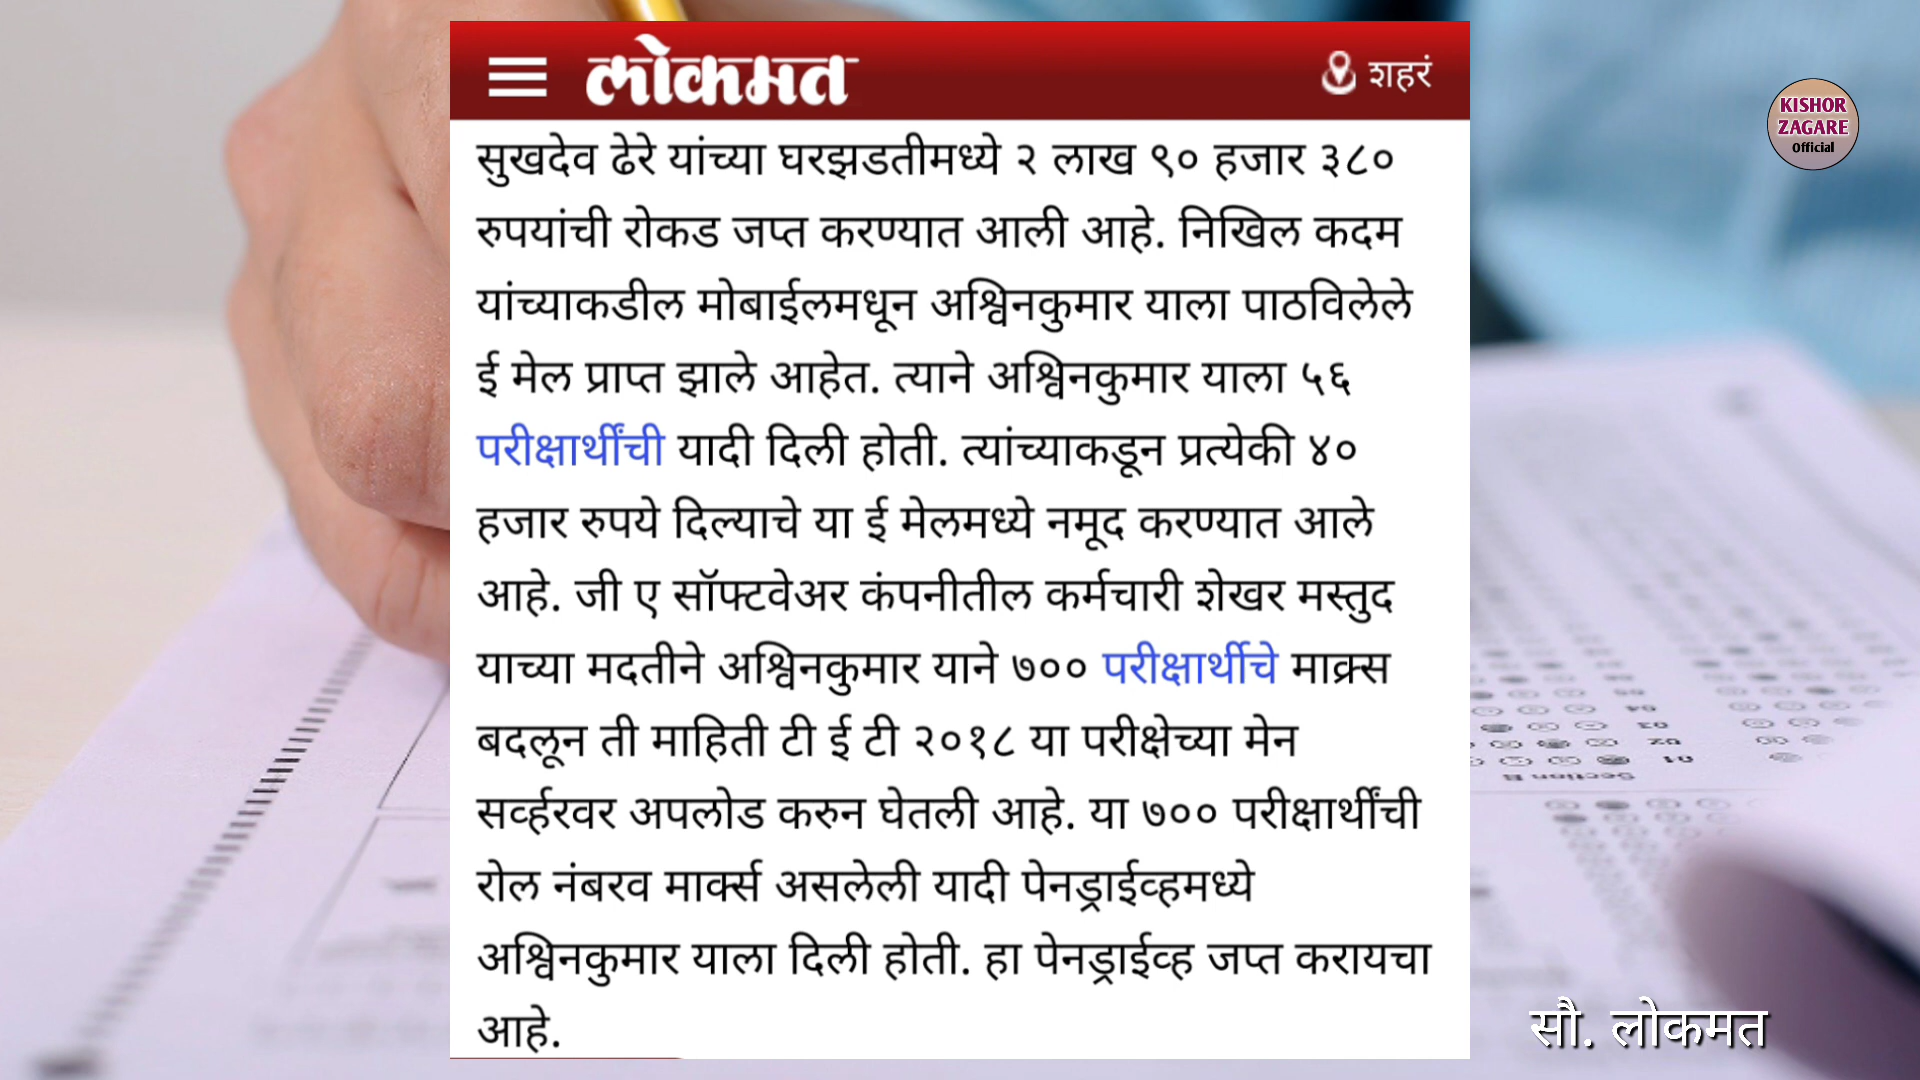 लोकमत
शहरं
KISHOR
ZAGARE
Official
सुखदेव ढेरे यांच्या घरझडतीमध्ये २ लाख ९० हजार ३८०
रुपयांची रोकड जप्त करण्यात आली आहे. निखिल कदम
यांच्याकडील मोबाईलमधून अश्विनकुमार याला पाठविलेले
ई मेल प्राप्त झाले आहेत. त्याने अश्विनकुमार याला ५६
परीक्षार्थींची यादी दिली होती. त्यांच्याकडून प्रत्येकी ४०
हजार रुपये दिल्याचे या ई मेलमध्ये नमूद करण्यात आले
आहे. जी ए सॉफ्टवेअर कंपनीतील कर्मचारी शेखर मस्तुद
याच्या मदतीने अश्विनकुमार याने ७०० परीक्षार्थीचे माक्र्स
बदलून ती माहिती टी ई टी २०१८ या परीक्षेच्या मेन
सर्व्हरवर अपलोड करुन घेतली आहे. या ७०० परीक्षार्थींची
रोल नंबरव मार्क्स असलेली यादी पेनड्राईव्हमध्ये
अश्विनकुमार याला दिली होती. हा पेनड्राईव्ह जप्त करायचा
आहे.
Section B
सौ. लोकमत